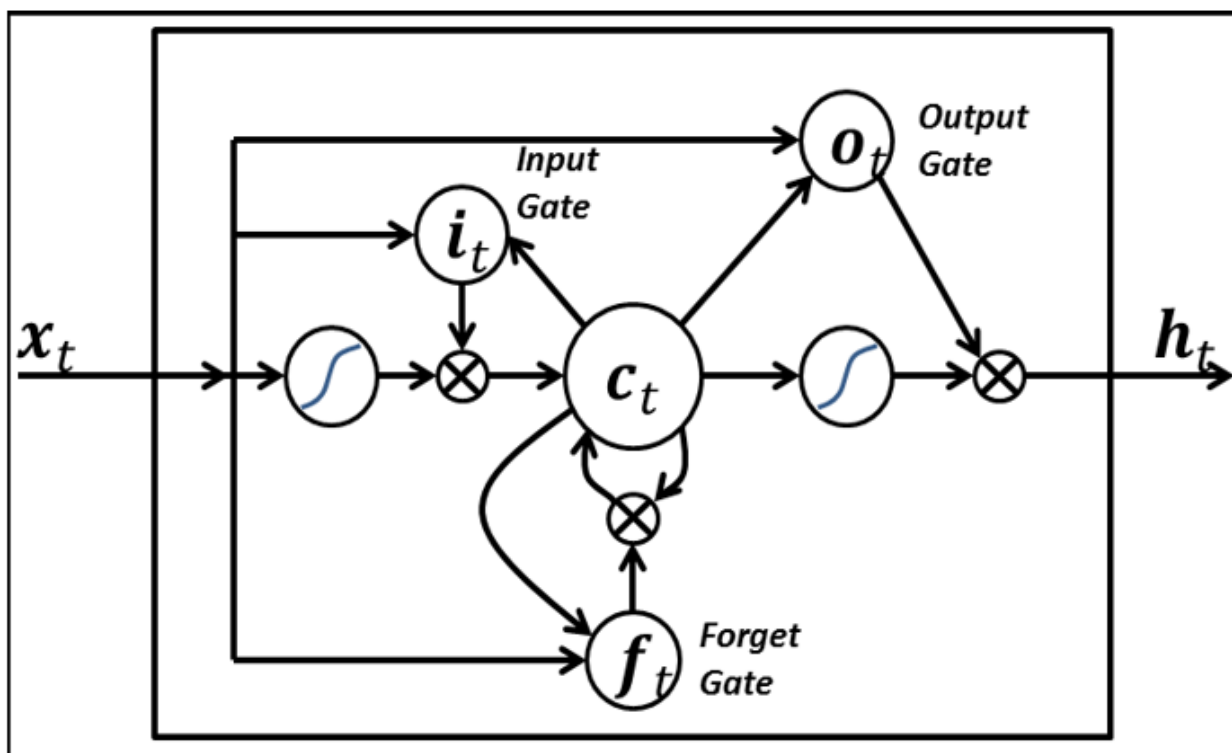 Output
Gate
o_t
Input
Gate
i_t
x_t
c_t
h_t
f_t
Forget
Gate